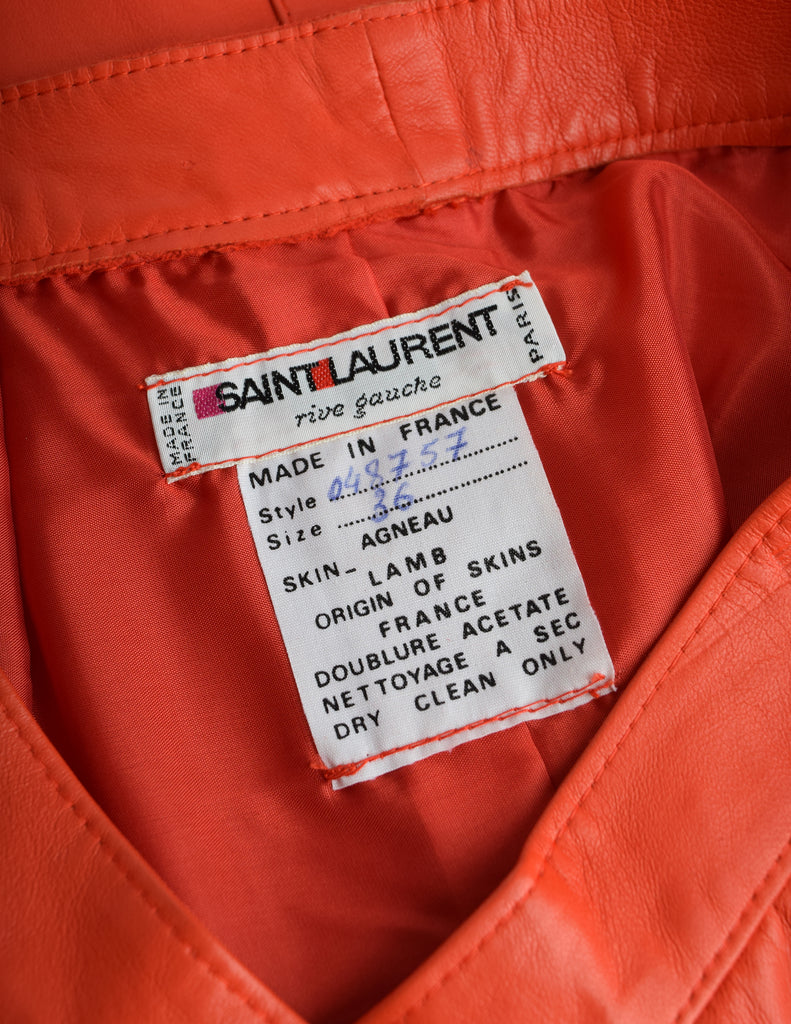 MADE IN
FRANCE
SAINT LAURENT
rive gauche
PARIS
MADE IN FRANCE
Style 048757
Size 36
AGNEAU
SKIN_ LAMB
ORIGIN OF SKINS
FRANCE
DOUBLURE ACETATE
NETTOYAGE A SEC
DRY CLEAN ONLY